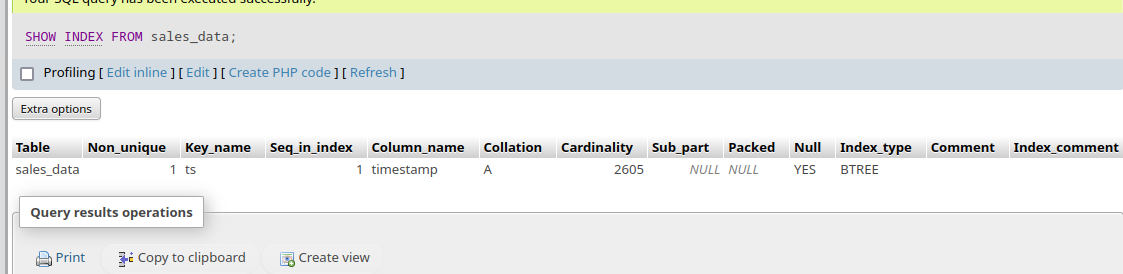 Your SQL query has been executed successfully.
SHOW INDEX FROM sales_data;
Profiling [ Edit inline ] [ Edit ] [ Create PHP code ] [ Refresh ]
Extra options
Table Non_unique Key_name Seq_in_index Column_name Collation Cardinality Sub_part Packed Null Index_type Comment Index_comment
sales_data 1 ts 1 timestamp A 2605 NULL NULL YES BTREE
Query results operations
Print Copy to clipboard Create view